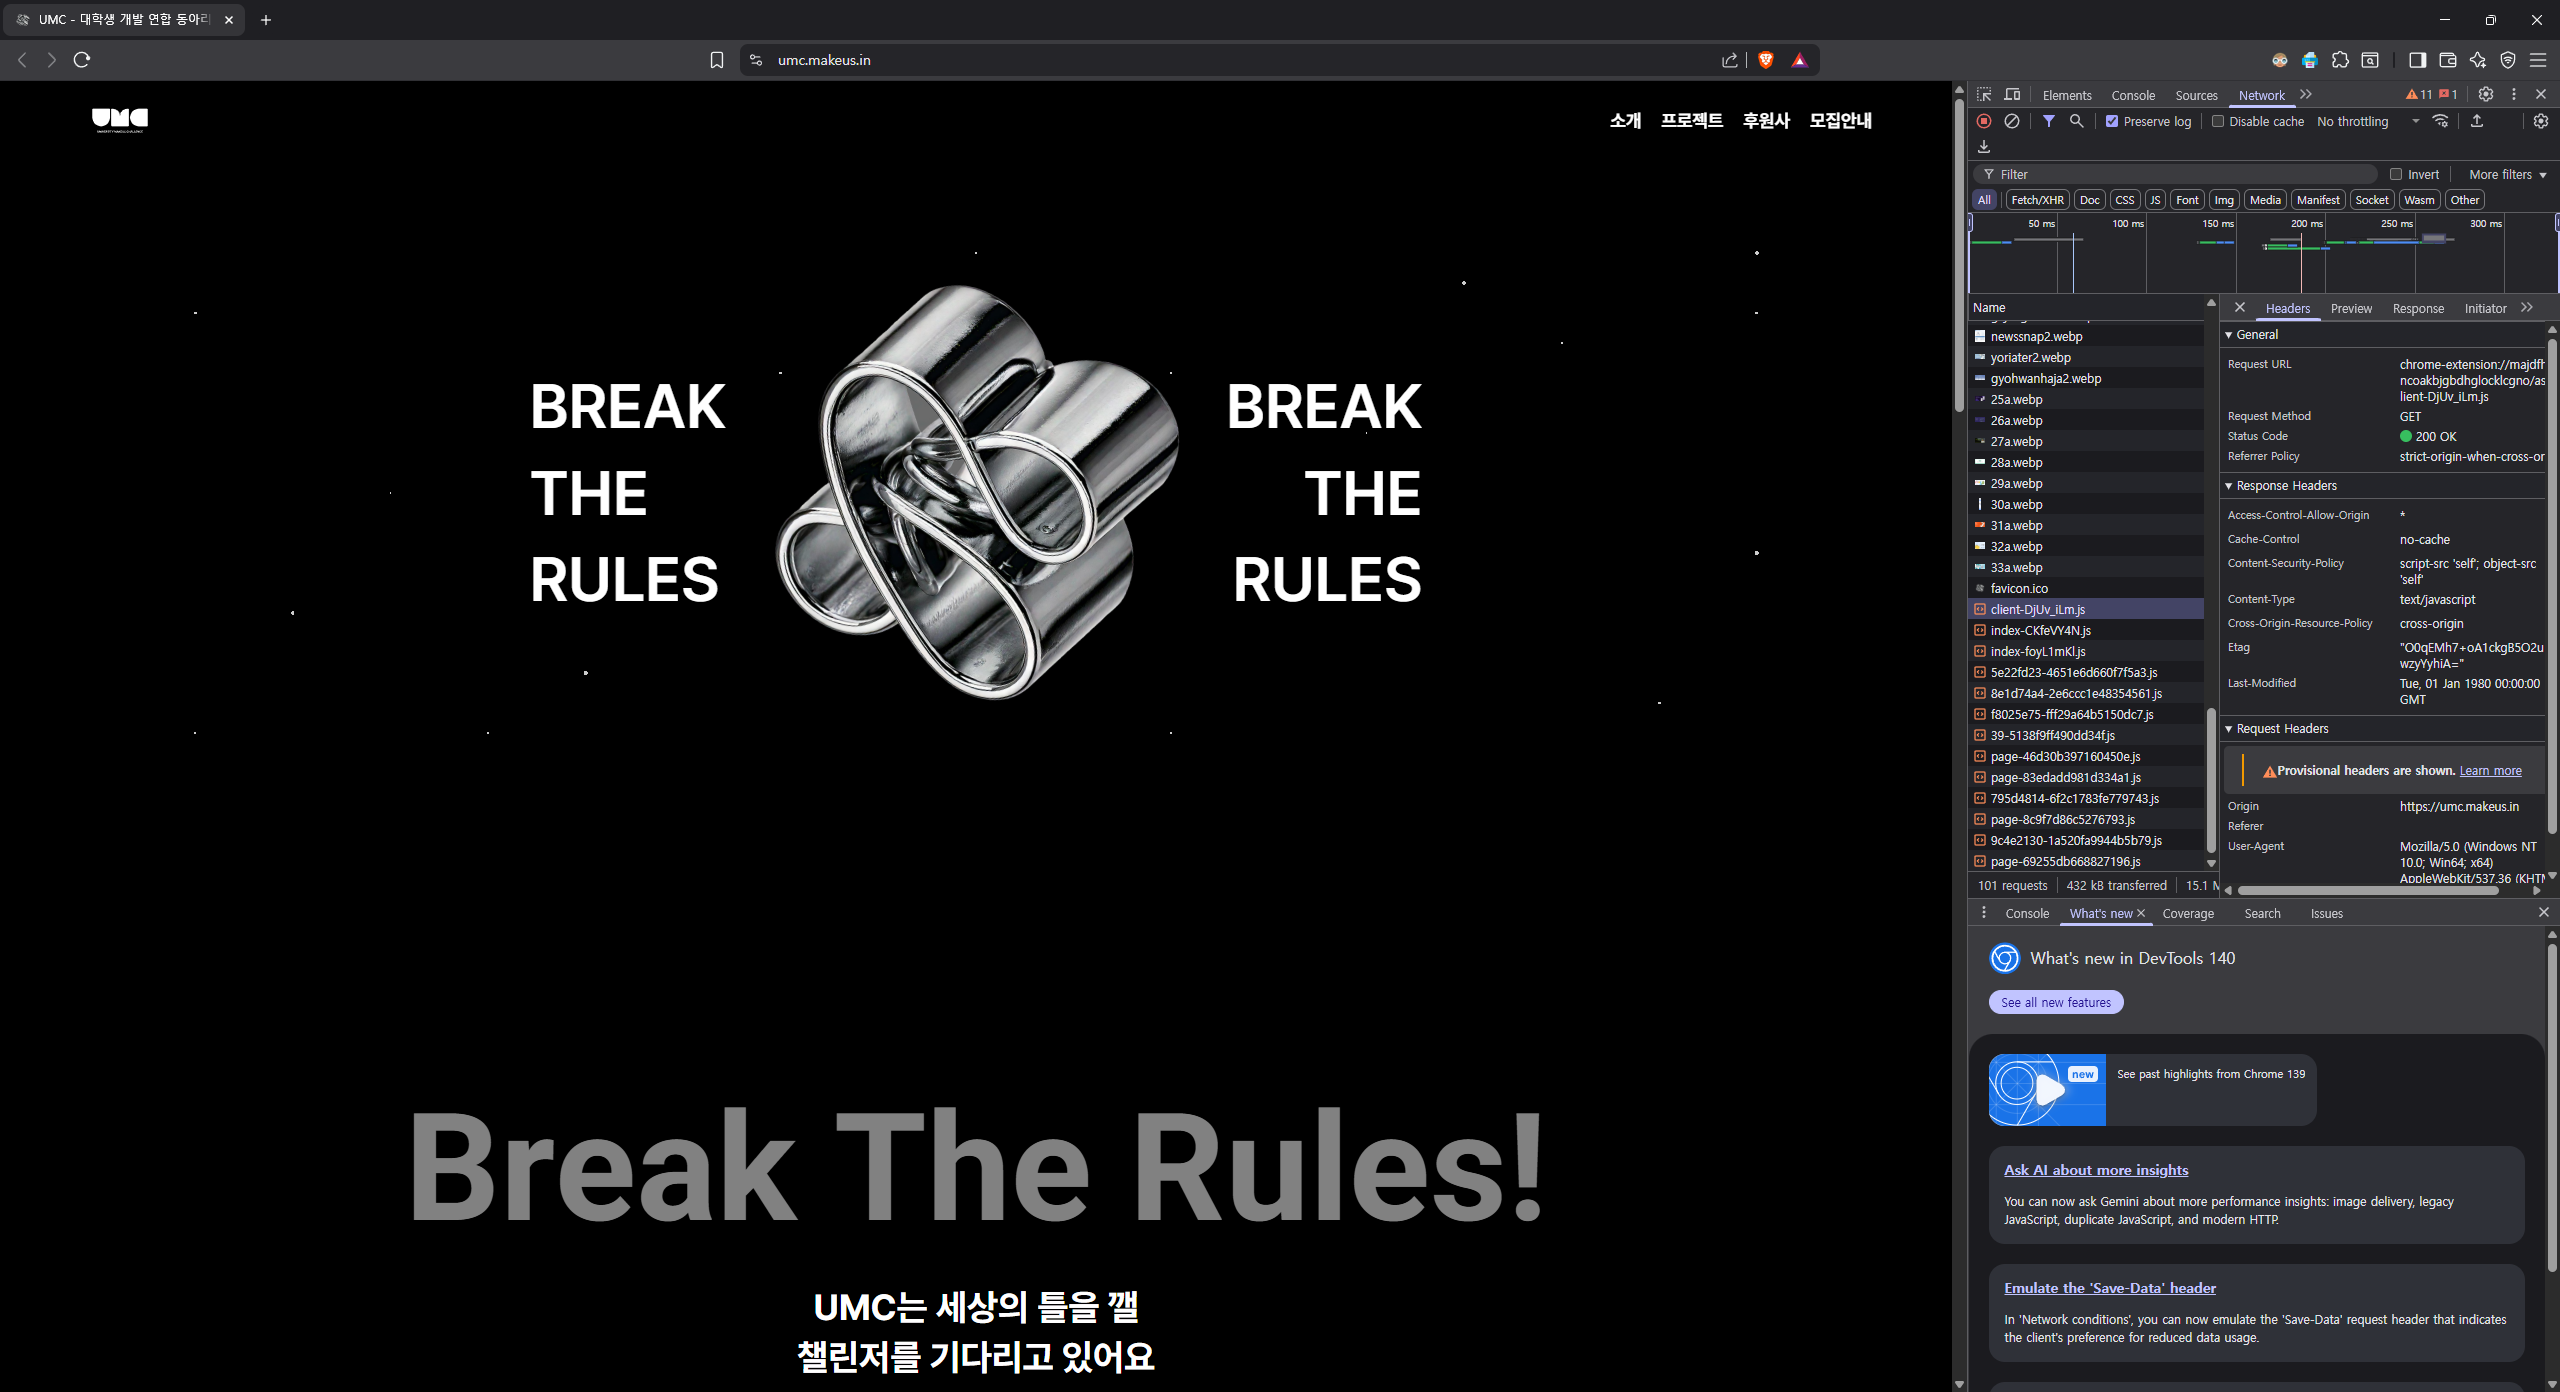 UMC - 대학생 개발 연합 동아리
umc.makeus.in
UMC
소개 프로젝트 후원사 모집안내
BREAK
THE
RULES
BREAK
THE
RULES
Break The Rules!
UMC는 세상의 틀을 깰
챌린저를 기다리고 있어요
Elements Console Sources Network 11 1
Preserve log Disable cache No throttling
Filter Invert More filters
All Fetch/XHR Doc CSS JS Font Img Media Manifest Socket Wasm Other
50 ms 100 ms 150 ms 200 ms 250 ms 300 ms
Name
newssnap2.webp
yoriater2.webp
gyohwanhaja2.webp
25a.webp
26a.webp
27a.webp
28a.webp
29a.webp
30a.webp
31a.webp
32a.webp
33a.webp
favicon.ico
client-DjUv_iLm.js
index-CKfeVY4N.js
index-foyL1mKl.js
5e22fd23-4651e6d660f7f5a3.js
8e1d74a4-2e6ccc1e48354561.js
f8025e75-fff29a64b5150dc7.js
39-5138f9ff490dd34f.js
page-46d30b397160450e.js
page-83edadd981d334a1.js
795d4814-6f2c1783fe779743.js
page-8c9f7d86c5276793.js
9c4e2130-1a520fa9944b5b79.js
page-69255db668827196.js
101 requests 432 kB transferred 15.1 M
Headers Preview Response Initiator
General
Request URL chrome-extension://majdfh
ncoakbjgbdhglocklcgno/as
lient-DjUv_iLm.js
Request Method GET
Status Code 200 OK
Referrer Policy strict-origin-when-cross-or
Response Headers
Access-Control-Allow-Origin *
Cache-Control no-cache
Content-Security-Policy script-src 'self'; object-src
'self'
Content-Type text/javascript
Cross-Origin-Resource-Policy cross-origin
Etag "O0qEMh7+oA1ckgB5O2u
wzyYyhiA="
Last-Modified Tue, 01 Jan 1980 00:00:00
GMT
Request Headers
Provisional headers are shown. Learn more
Origin https://umc.makeus.in
Referer
User-Agent Mozilla/5.0 (Windows NT
10.0; Win64; x64)
AppleWebKit/537.36 (KHTM
Console What's new Coverage Search Issues
What's new in DevTools 140
See all new features
new
See past highlights from Chrome 139
Ask AI about more insights
You can now ask Gemini about more performance insights: image delivery, legacy
JavaScript, duplicate JavaScript, and modern HTTP.
Emulate the 'Save-Data' header
In 'Network conditions', you can now emulate the 'Save-Data' request header that indicates
the client's preference for reduced data usage.